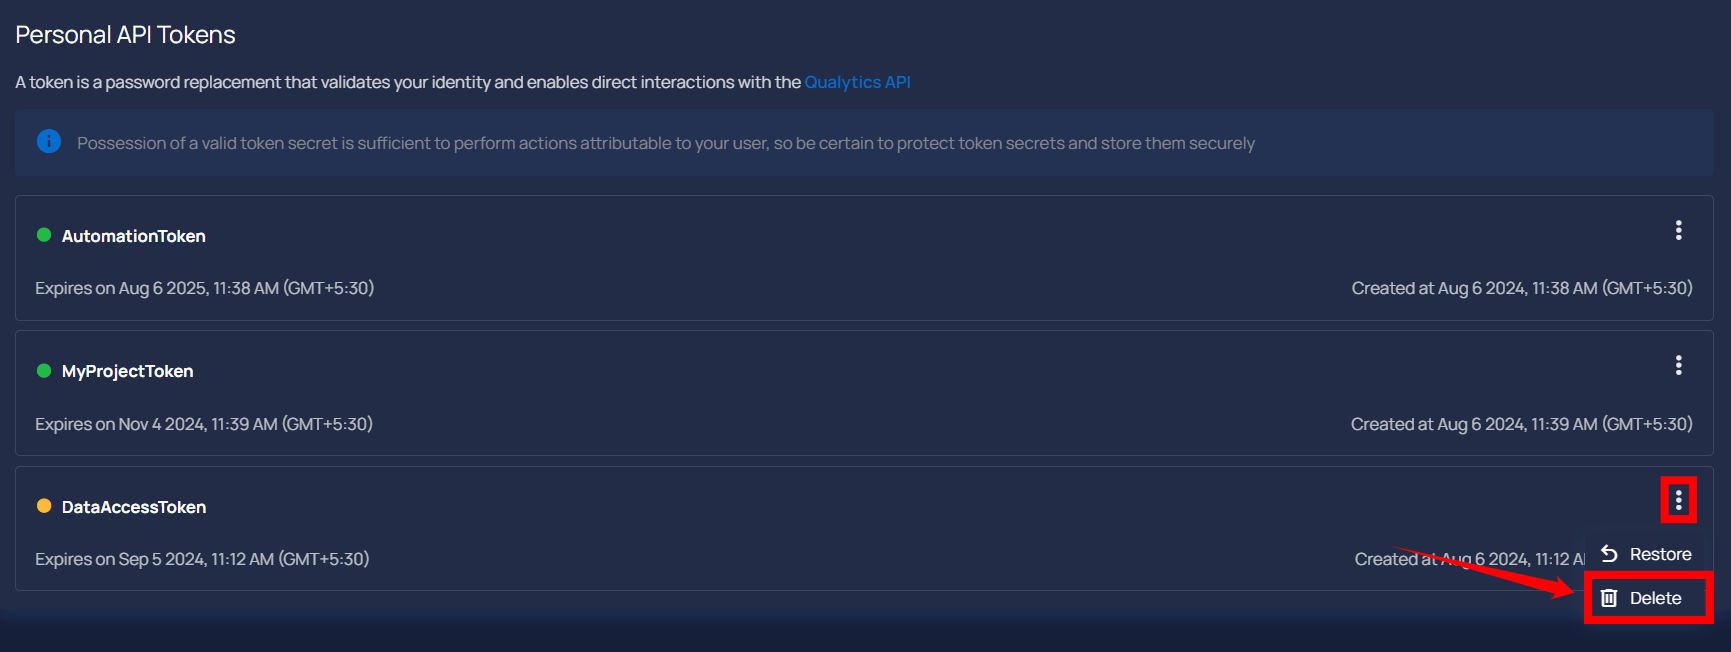 Personal API Tokens
A token is a password replacement that validates your identity and enables direct interactions with the Qualytics API
Possession of a valid token secret is sufficient to perform actions attributable to your user, so be certain to protect token secrets and store them securely
AutomationToken
Expires on Aug 6 2025, 11:38 AM (GMT+5:30) Created at Aug 6 2024, 11:38 AM (GMT+5:30)
MyProjectToken
Expires on Nov 4 2024, 11:39 AM (GMT+5:30) Created at Aug 6 2024, 11:39 AM (GMT+5:30)
DataAccessToken
Expires on Sep 5 2024, 11:12 AM (GMT+5:30) Created at Aug 6 2024, 11:12 A
Restore
Delete